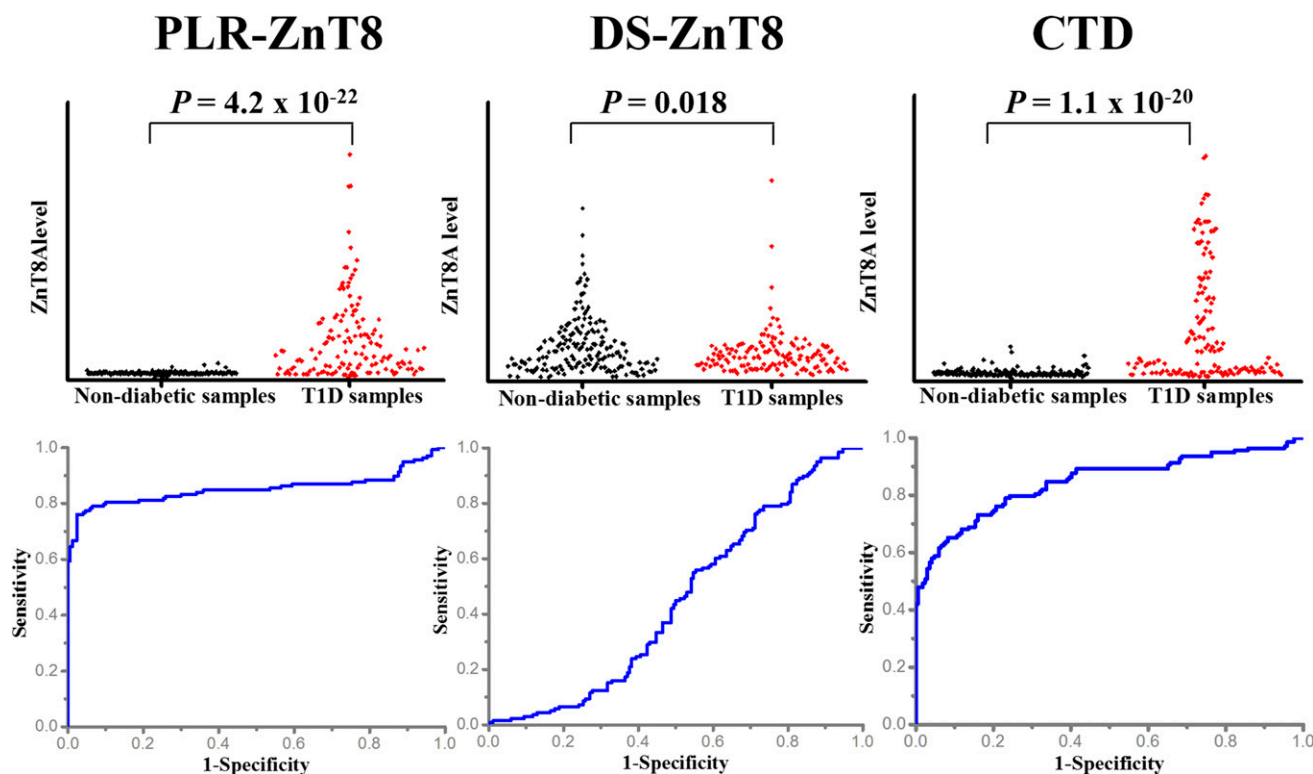 PLR-ZnT8
P = 4.2 x 10-22
ZnT8Alevel
Non-diabetic samples T1D samples
DS-ZnT8
P = 0.018
ZnT8A level
Non-diabetic samples T1D samples
CTD
P = 1.1 x 10-20
ZnT8A level
Non-diabetic samples T1D samples
1.0
0.8
0.6
0.4
0.2
0.0
Sensitivity
0.0 0.2 0.4 0.6 0.8 1.0
1-Specificity
1.0
0.8
0.6
0.4
0.2
0.0
Sensitivity
0.0 0.2 0.4 0.6 0.8 1.0
1-Specificity
1.0
0.8
0.6
0.4
0.2
0.0
Sensitivity
0.0 0.2 0.4 0.6 0.8 1.0
1-Specificity